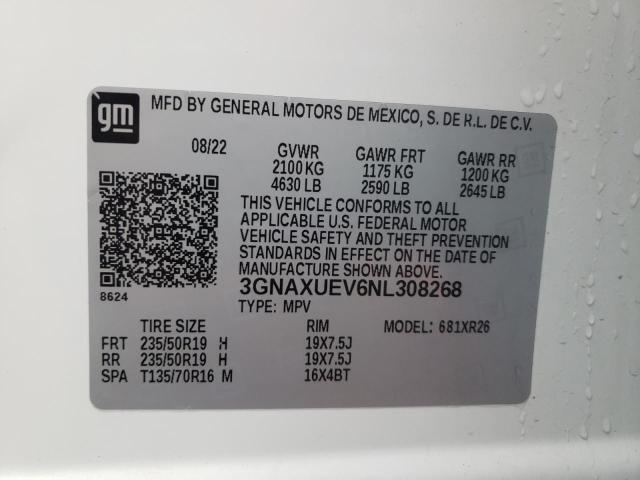 gm
MFD BY GENERAL MOTORS DE MEXICO, S. DE R.L. DE C.V.
08/22 GVWR GAWR FRT GAWR RR
2100 KG 1175 KG 1200 KG
4630 LB 2590 LB 2645 LB
THIS VEHICLE CONFORMS TO ALL
APPLICABLE U.S. FEDERAL MOTOR
VEHICLE SAFETY AND THEFT PREVENTION
STANDARDS IN EFFECT ON THE DATE OF
MANUFACTURE SHOWN ABOVE.
8624
3GNAXUEV6NL308268
TYPE: MPV MODEL: 681XR26
TIRE SIZE RIM
FRT 235/50R19 H 19X7.5J
RR 235/50R19 H 19X7.5J
SPA T135/70R16 M 16X4BT